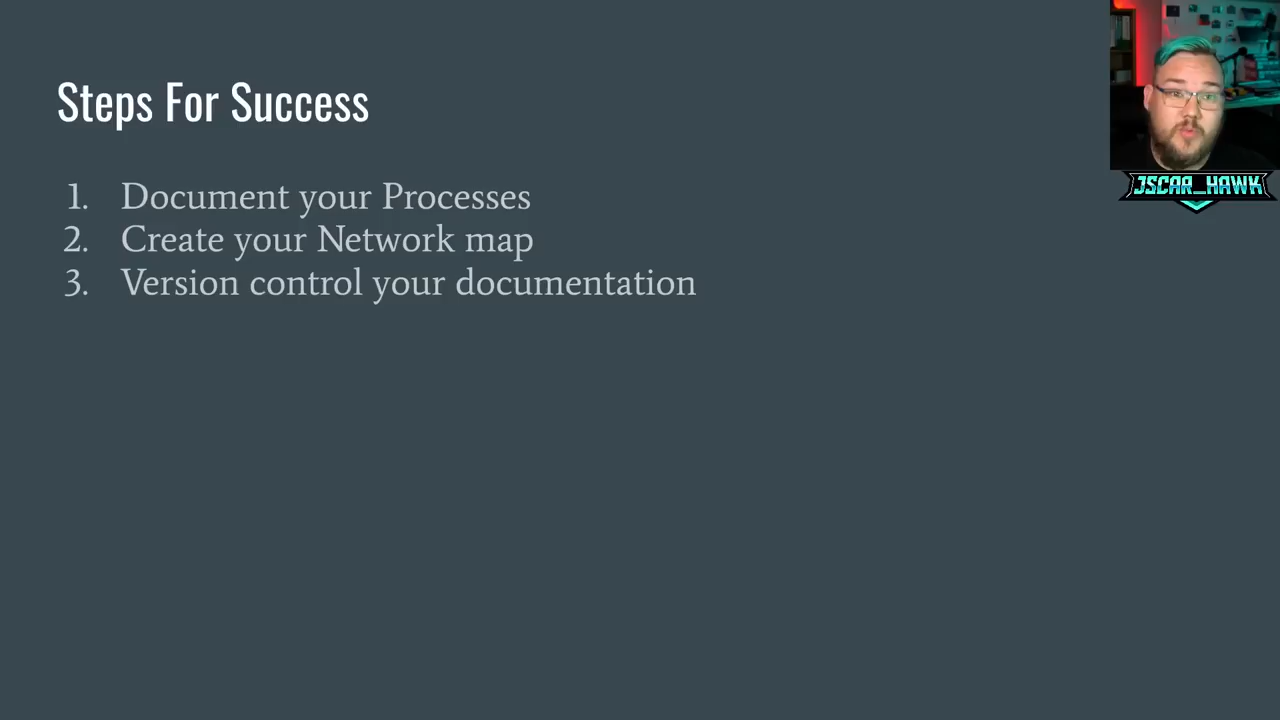 Steps For Success
1. Document your Processes
2. Create your Network map
3. Version control your documentation
JSCAR_HAWK